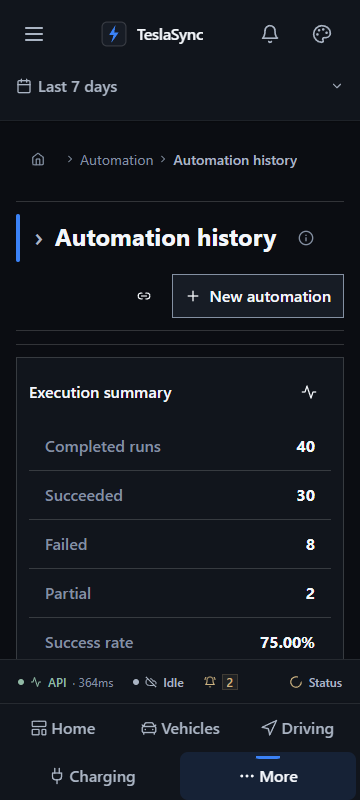 TeslaSync
Last 7 days
Automation Automation history
Automation history
New automation
Execution summary
Completed runs 40
Succeeded 30
Failed 8
Partial 2
Success rate 75.00%
API · 364ms Idle 2 Status
Home Vehicles Driving
Charging More